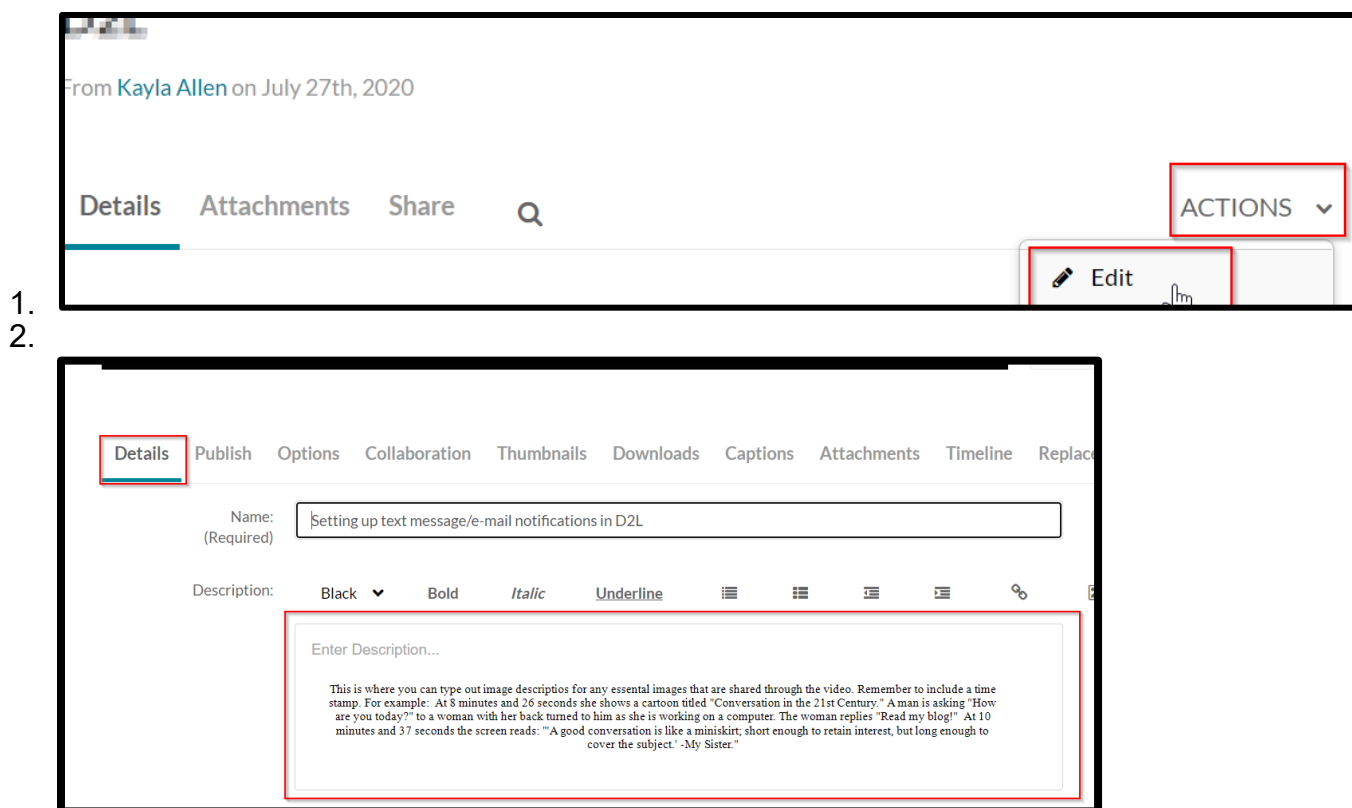 D2L
From Kayla Allen on July 27th, 2020
Details Attachments Share ACTIONS
Edit
1.
2.
Details Publish Options Collaboration Thumbnails Downloads Captions Attachments Timeline Replace
Name: Setting up text message/e-mail notifications in D2L
(Required)
Description: Black Bold Italic Underline
Enter Description...
This is where you can type out image descriptios for any essental images that are shared through the video. Remember to include a time
stamp. For example: At 8 minutes and 26 seconds she shows a cartoon titled "Conversation in the 21st Century." A man is asking "How
are you today?" to a woman with her back turned to him as she is working on a computer. The woman replies "Read my blog!" At 10
minutes and 37 seconds the screen reads: "'A good conversation is like a miniskirt; short enough to retain interest, but long enough to
cover the subject.' -My Sister."